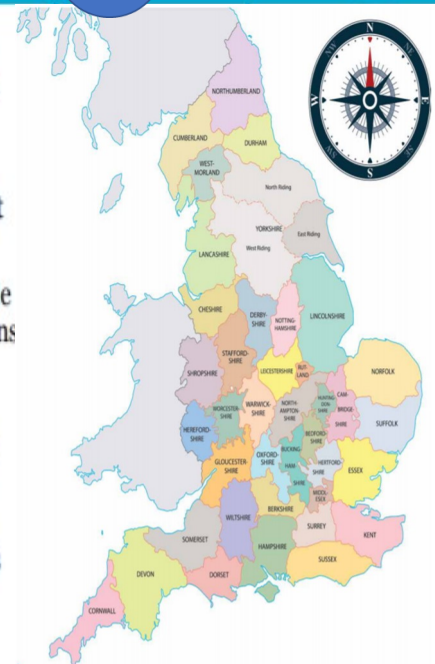 t
e
ns
N
NW
NE
W
E
SW
SE
S
NORTHUMBERLAND
CUMBERLAND
DURHAM
WEST-
MORLAND
North Riding
YORKSHIRE
East Riding
West Riding
LANCASHIRE
CHESHIRE
DERBY-
SHIRE
NOTTING-
HAMSHIRE
LINCOLNSHIRE
STAFFORD-
SHIRE
SHROPSHIRE
LEICESTERSHIRE
RUT-
LAND
NORFOLK
WORCESTER-
SHIRE
WARWICK-
SHIRE
NORTH-
AMPTON-
SHIRE
HUNTING-
DON-
SHIRE
CAM-
BRIDGE
SHIRE
SUFFOLK
HEREFORD-
SHIRE
BEDFORD-
SHIRE
GLOUCESTER
SHIRE
OXFORD-
SHIRE
BUCKING
HAM-
SHIRE
HERTFORD-
SHIRE
ESSEX
MIDDL-
ESEX
BERKSHIRE
WILTSHIRE
SURREY
KENT
SOMERSET
HAMPSHIRE
SUSSEX
DEVON
DORSET
CORNWALL